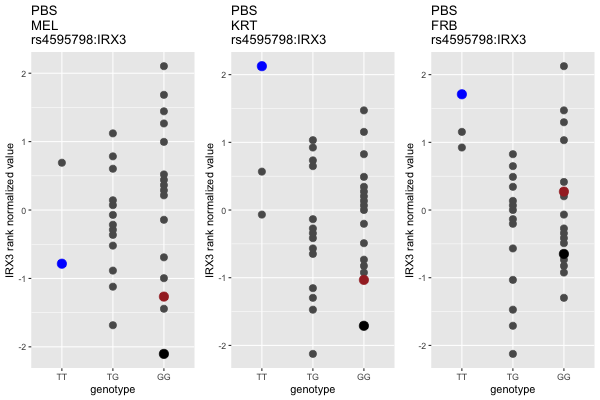 PBS
MEL
rs4595798:IRX3
IRX3 rank normalized value
2
1
0
-1
-2
TT
TG
GG
genotype
PBS
KRT
rs4595798:IRX3
IRX3 rank normalized value
2
1
0
-1
-2
TT
TG
GG
genotype
PBS
FRB
rs4595798:IRX3
IRX3 rank normalized value
2
1
0
-1
-2
TT
TG
GG
genotype